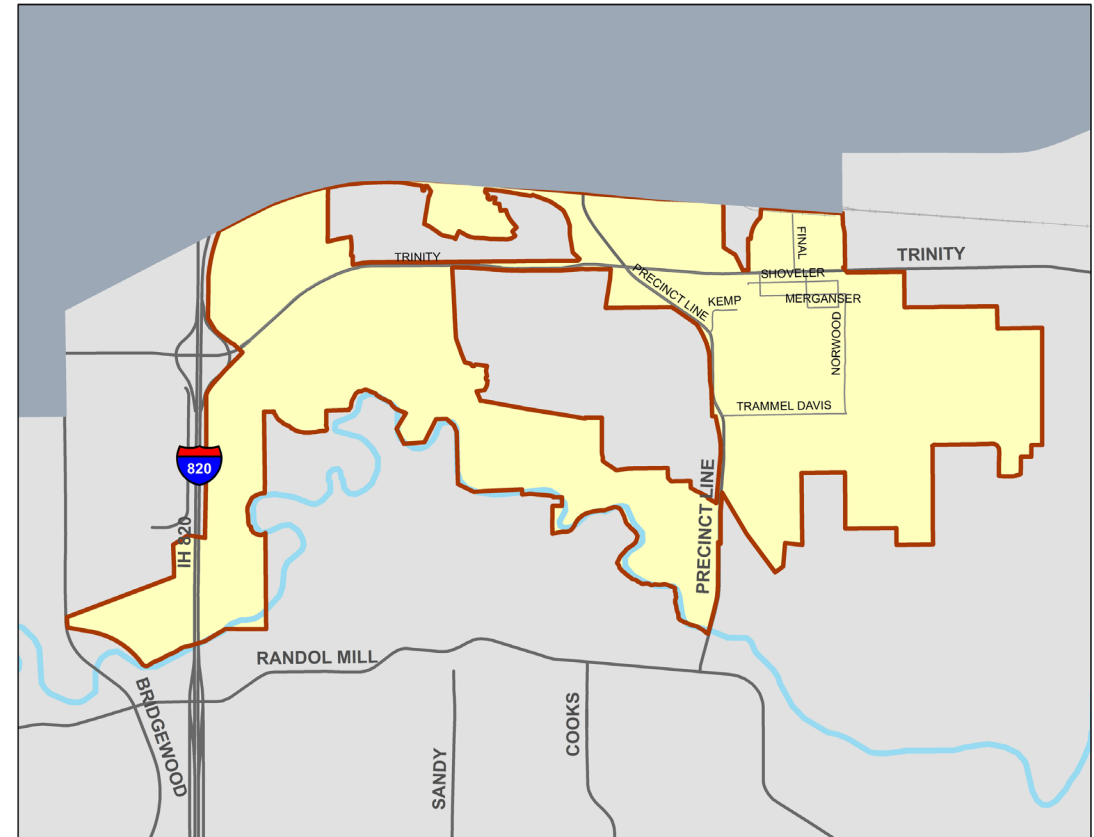 TRINITY
FINAL
TRINITY
PRECINCT LINE
SHOVELER
KEMP
MERGANSER
NORWOOD
TRAMMEL DAVIS
820
IH 820
PRECINCT LINE
RANDOL MILL
BRIDGEWOOD
COOKS
SANDY